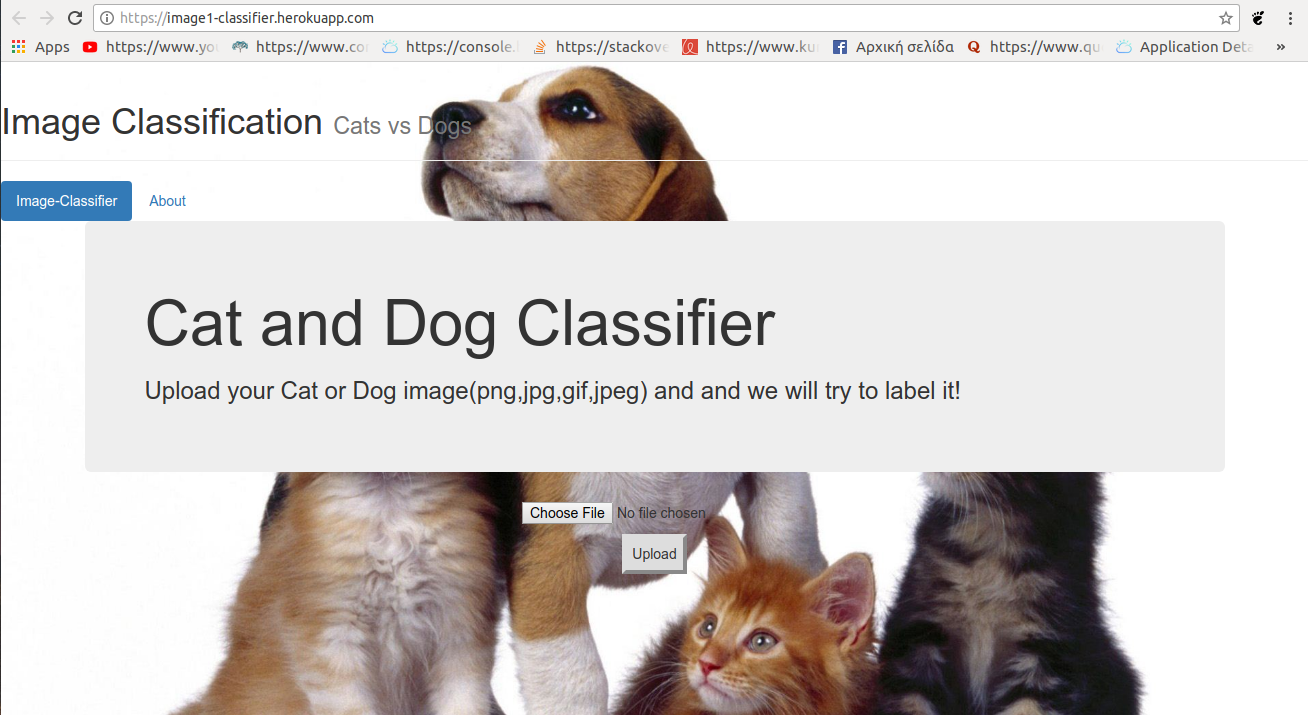 https://image1-classifier.herokuapp.com
Apps https://www.you https://www.co https://console. https://stackove https://www.ku Αρχική σελίδα https://www.qu Application Deta »
Image Classification Cats vs Dogs
Image-Classifier About
Cat and Dog Classifier
Upload your Cat or Dog image(png,jpg,gif,jpeg) and and we will try to label it!
Choose File No file chosen
Upload